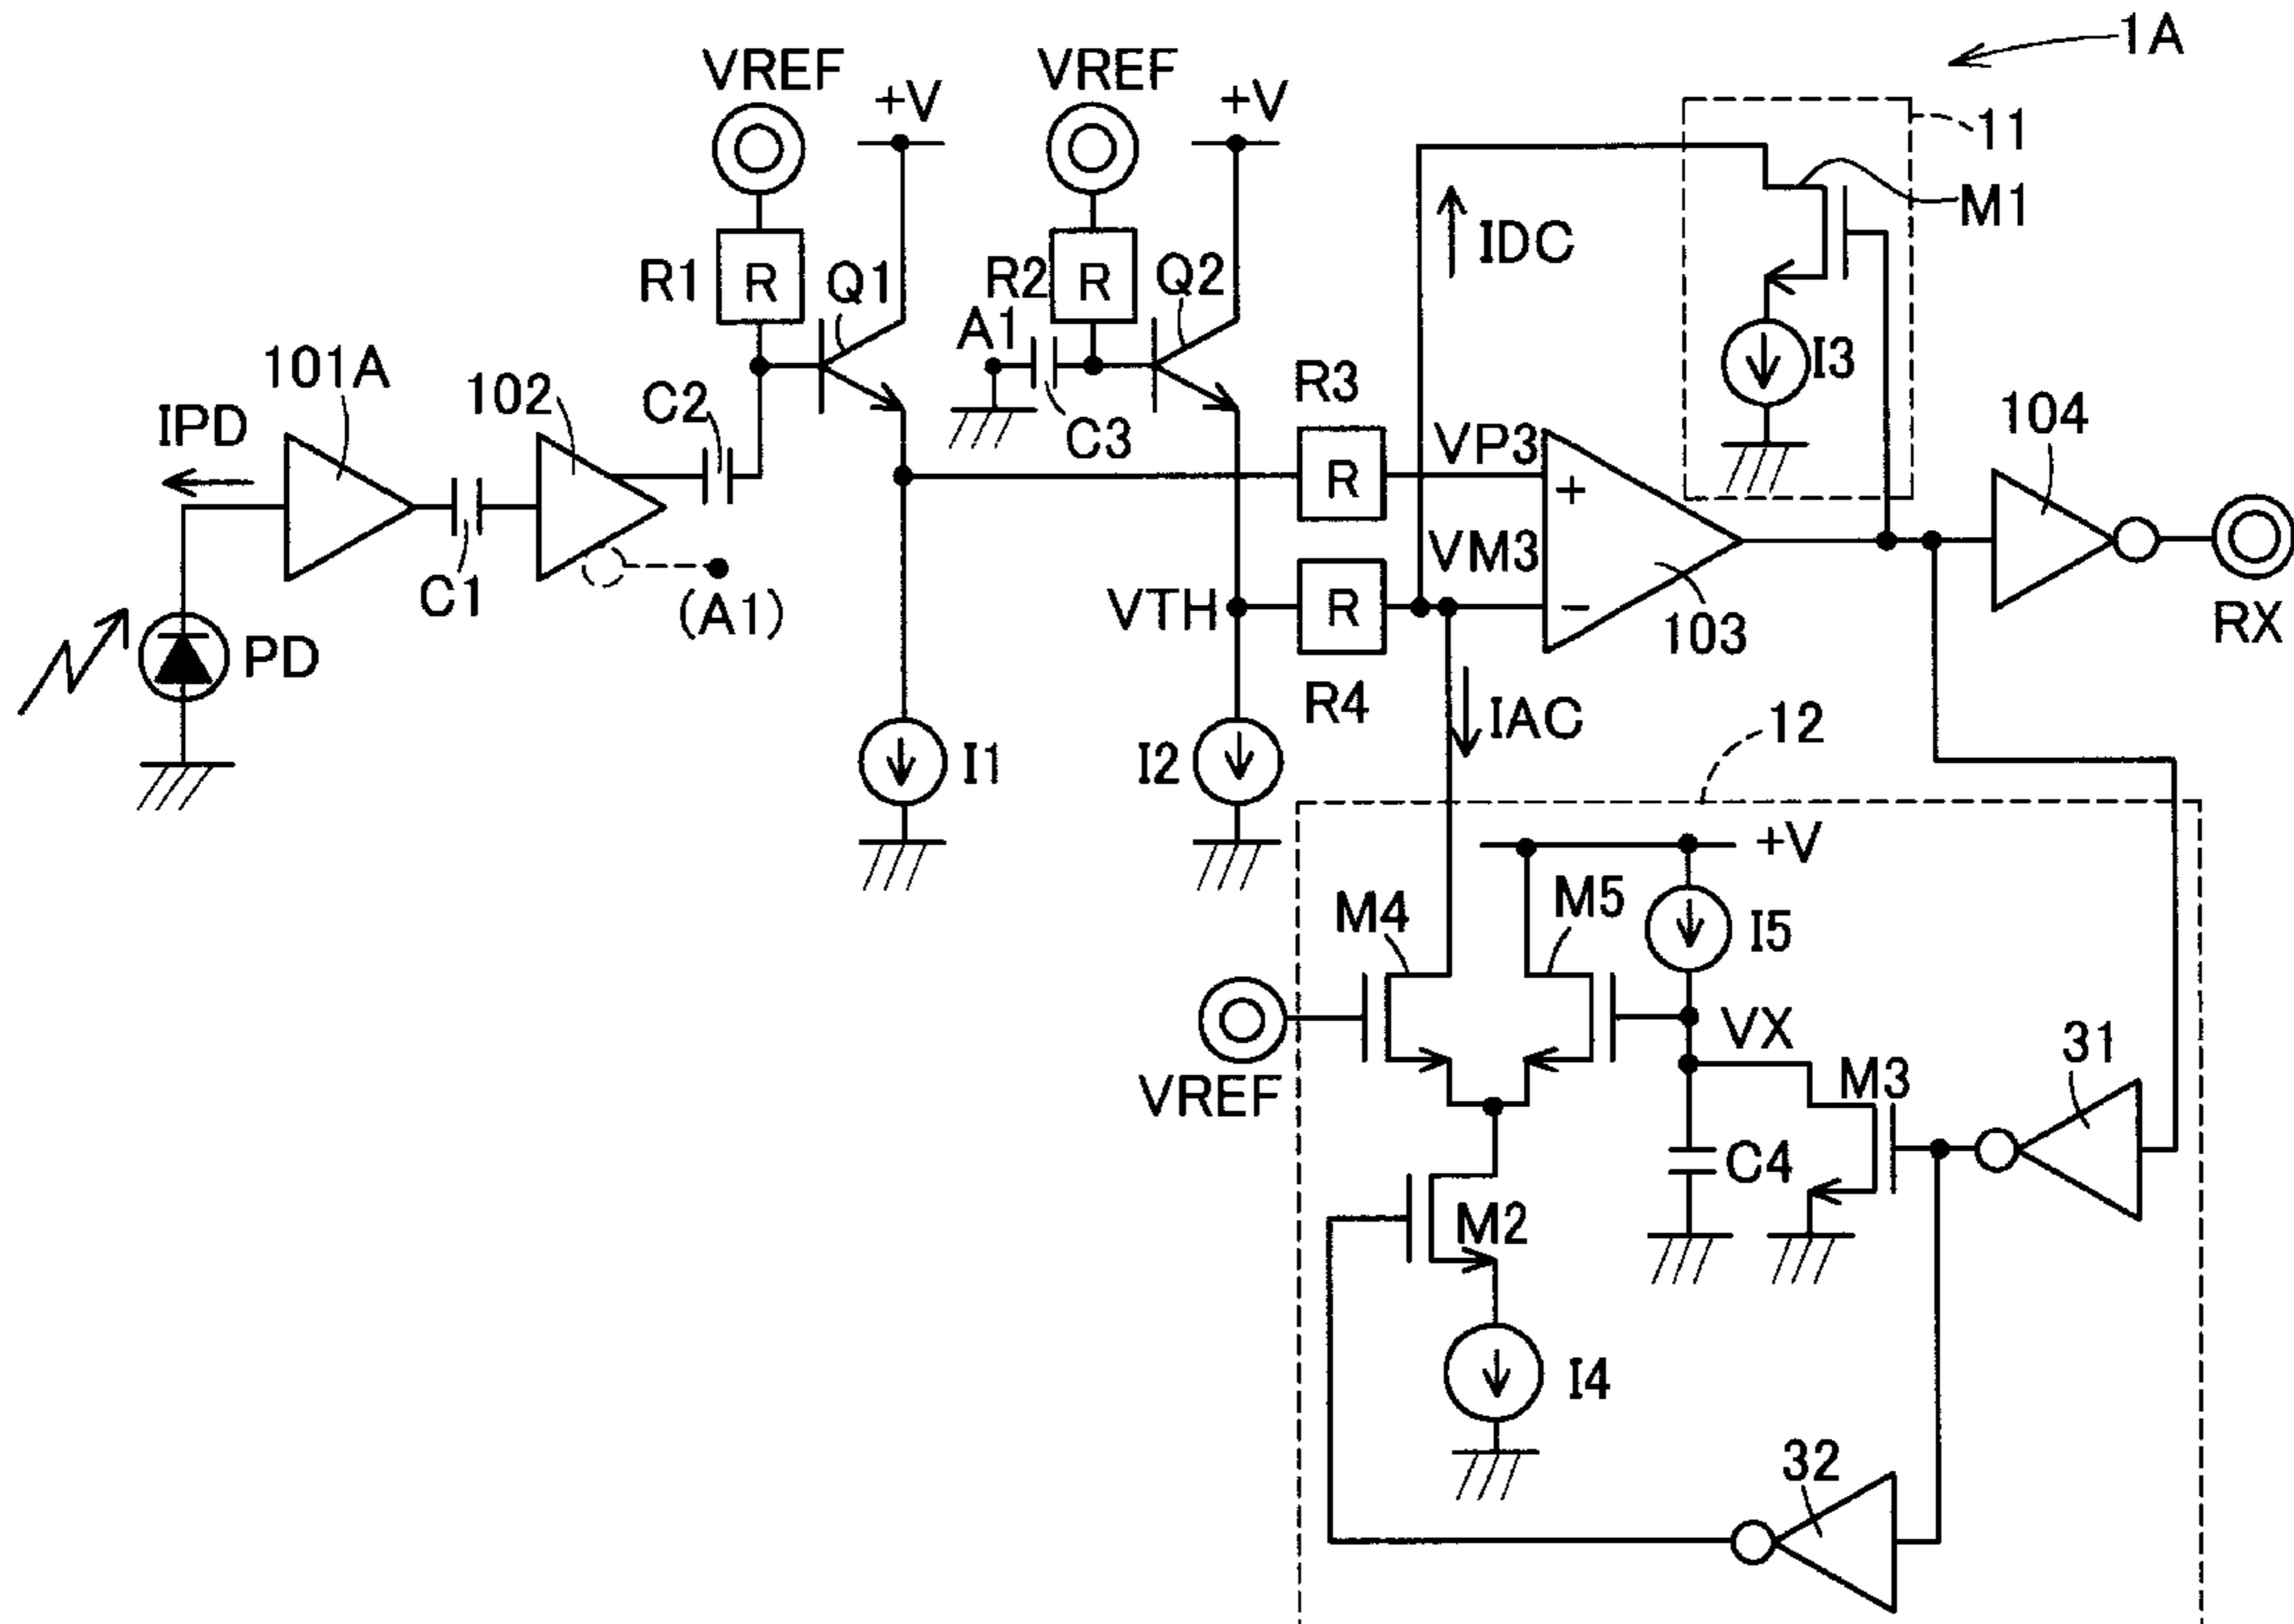 1A
VREF
VREF
+V
+V
11
M1
IDC
R1
R
Q1
R2
R
Q2
A1
I3
101A
102
C2
R3
104
IPD
C3
VP3
R
+
C1
VM3
(A1)
VTH
R
−
103
RX
PD
R4
IAC
12
I1
I2
+V
M4
M5
I5
VX
31
VREF
M3
C4
M2
I4
32